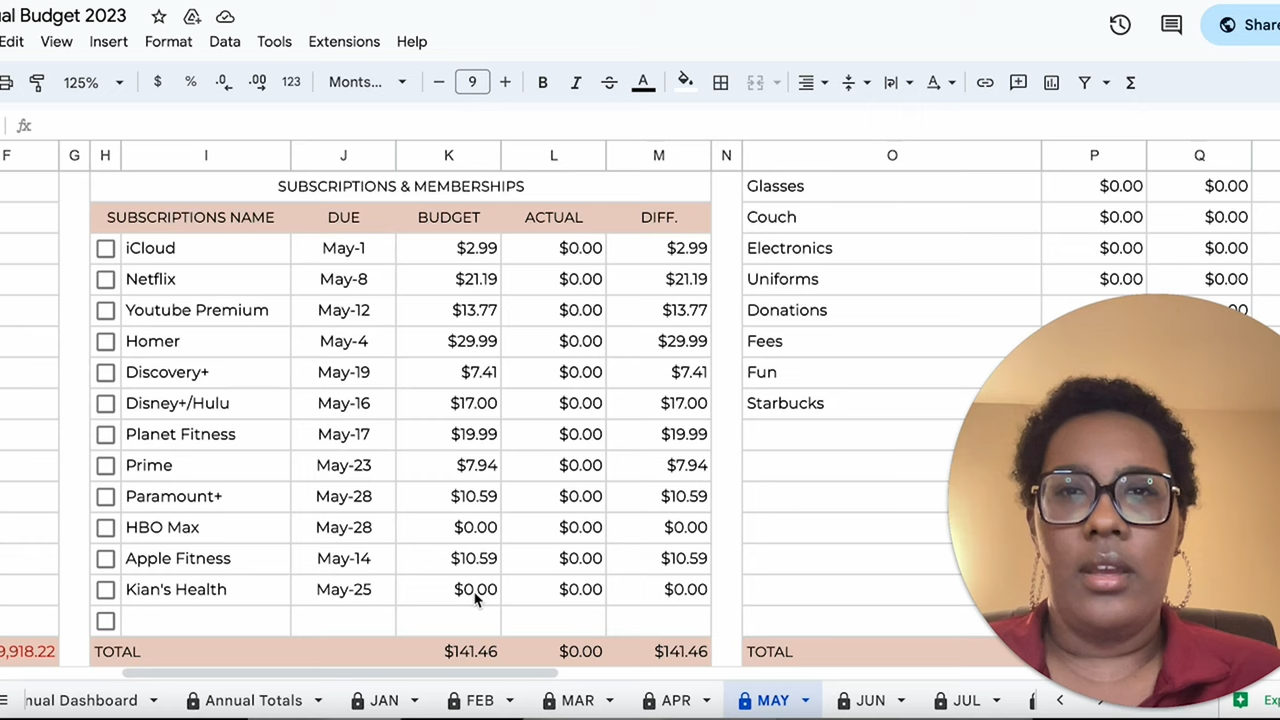 al Budget 2023
Edit View Insert Format Data Tools Extensions Help
Share
125% $ % .0 .00 123 Monts... − 9 + B I S A Σ
fx
F G H I J K L M N O P Q
SUBSCRIPTIONS & MEMBERSHIPS Glasses $0.00 $0.00
SUBSCRIPTIONS NAME DUE BUDGET ACTUAL DIFF. Couch $0.00 $0.00
iCloud May-1 $2.99 $0.00 $2.99 Electronics $0.00 $0.00
Netflix May-8 $21.19 $0.00 $21.19 Uniforms $0.00 $0.00
Youtube Premium May-12 $13.77 $0.00 $13.77 Donations
Homer May-4 $29.99 $0.00 $29.99 Fees
Discovery+ May-19 $7.41 $0.00 $7.41 Fun
Disney+/Hulu May-16 $17.00 $0.00 $17.00 Starbucks
Planet Fitness May-17 $19.99 $0.00 $19.99
Prime May-23 $7.94 $0.00 $7.94
Paramount+ May-28 $10.59 $0.00 $10.59
HBO Max May-28 $0.00 $0.00 $0.00
Apple Fitness May-14 $10.59 $0.00 $10.59
Kian's Health May-25 $0.00 $0.00 $0.00
9,918.22 TOTAL $141.46 $0.00 $141.46 TOTAL
nual Dashboard Annual Totals JAN FEB MAR APR MAY JUN JUL Ex